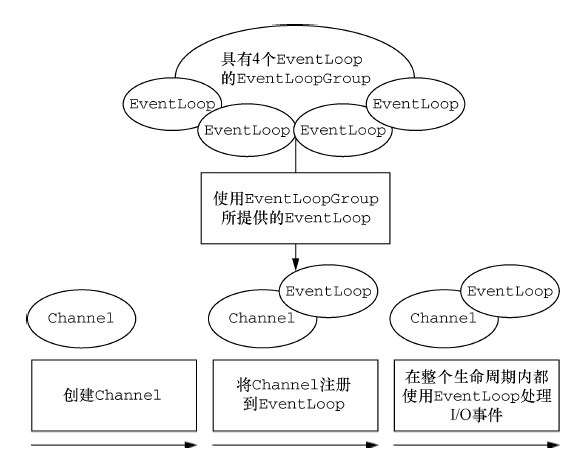 具有4个EventLoop
的EventLoopGroup
EventLoop
EventLoop
EventLoop
EventLoop
使用EventLoopGroup
所提供的EventLoop
EventLoop
EventLoop
Channel
Channel
Channel
创建Channel
将Channel注册
到EventLoop
在整个生命周期内都
使用EventLoop处理
I/O事件